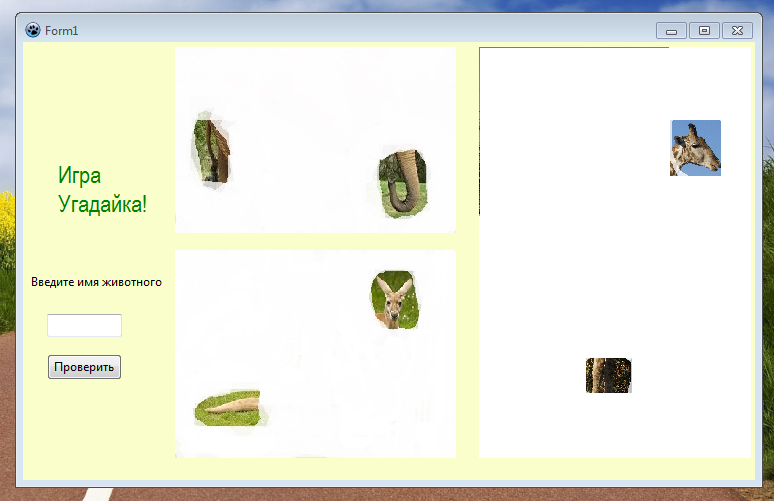 Form1
Игра
Угадайка!
Введите имя животного
Проверить